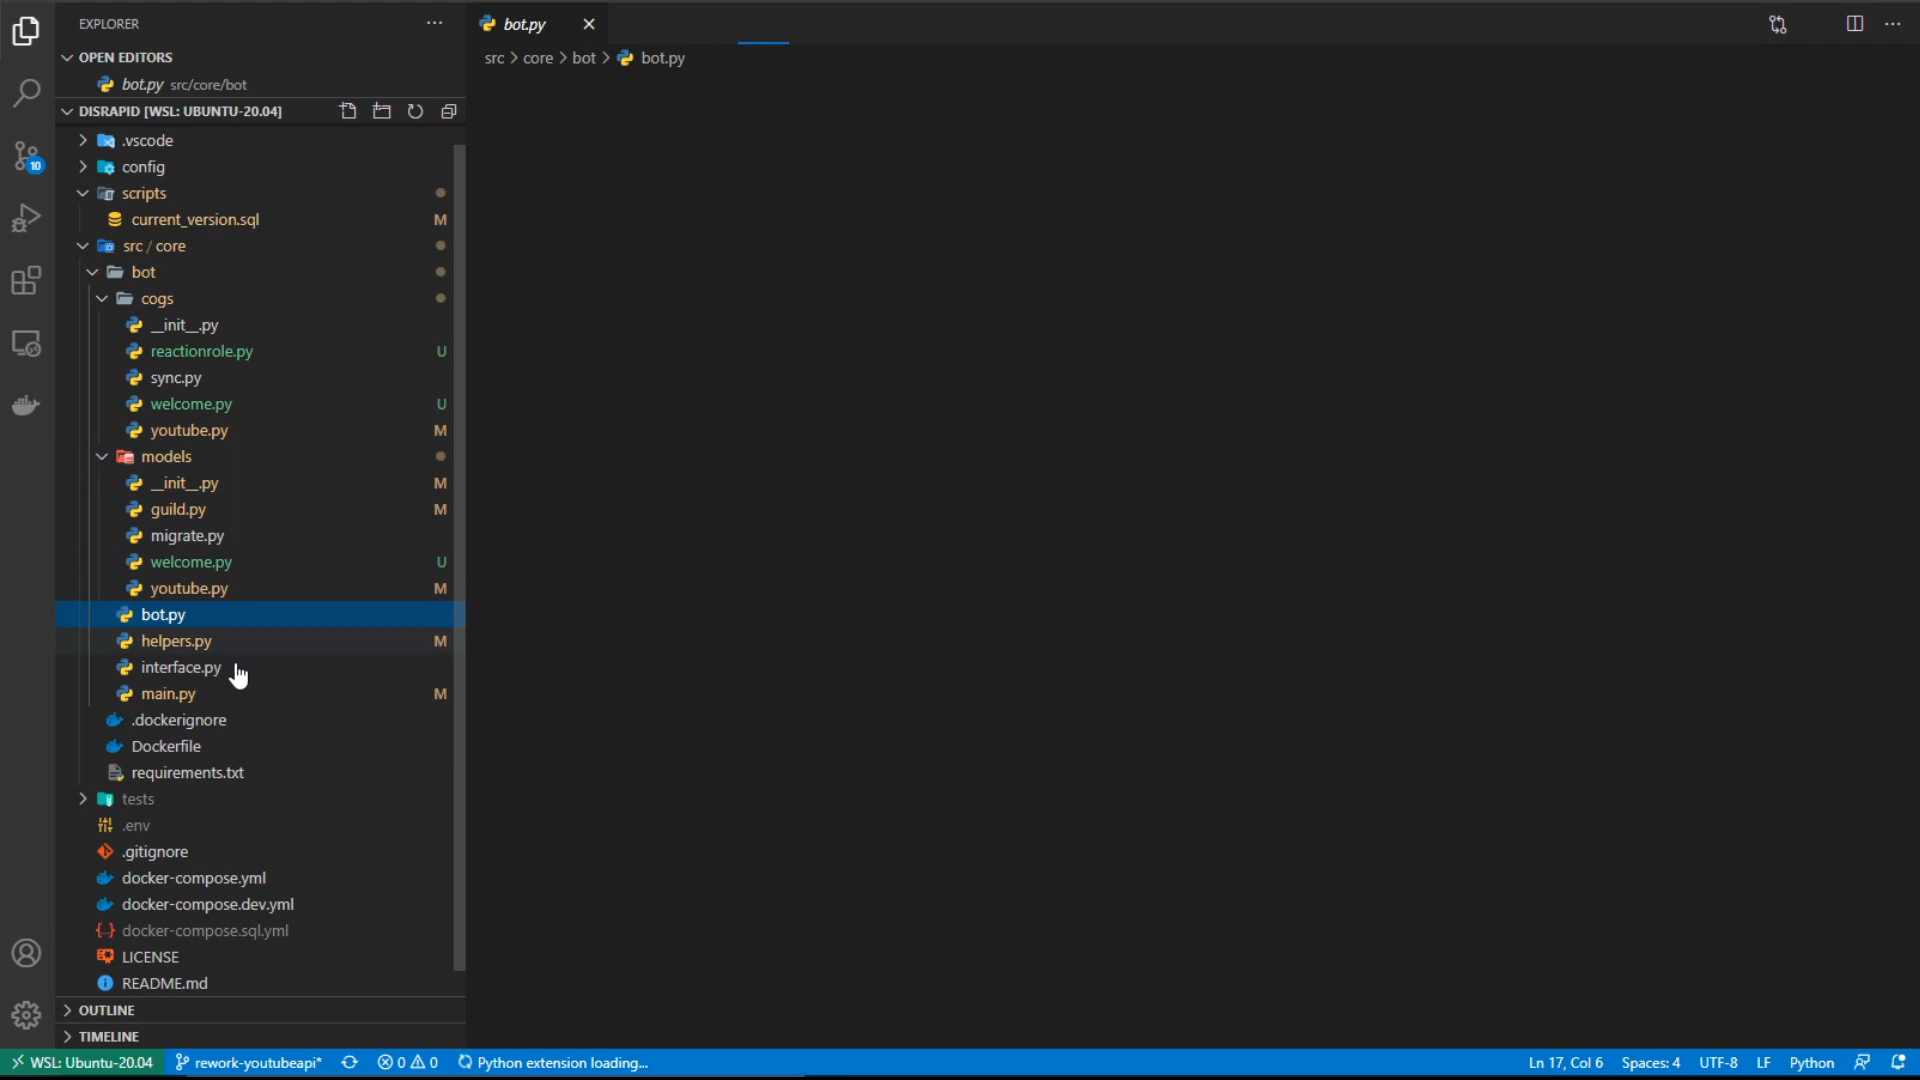 EXPLORER
bot.py
OPEN EDITORS
src > core > bot > bot.py
bot.py src/core/bot
DISRAPID [WSL: UBUNTU-20.04]
.vscode
config
10
scripts
current_version.sql M
src / core
bot
cogs
__init__.py
reactionrole.py U
sync.py
welcome.py U
youtube.py M
models
__init__.py M
guild.py M
migrate.py
welcome.py U
youtube.py M
bot.py
helpers.py M
interface.py
main.py M
.dockerignore
Dockerfile
requirements.txt
tests
.env
.gitignore
docker-compose.yml
docker-compose.dev.yml
docker-compose.sql.yml
LICENSE
README.md
OUTLINE
TIMELINE
WSL: Ubuntu-20.04 rework-youtubeapi* 0 0 Python extension loading... Ln 17, Col 6 Spaces: 4 UTF-8 LF Python